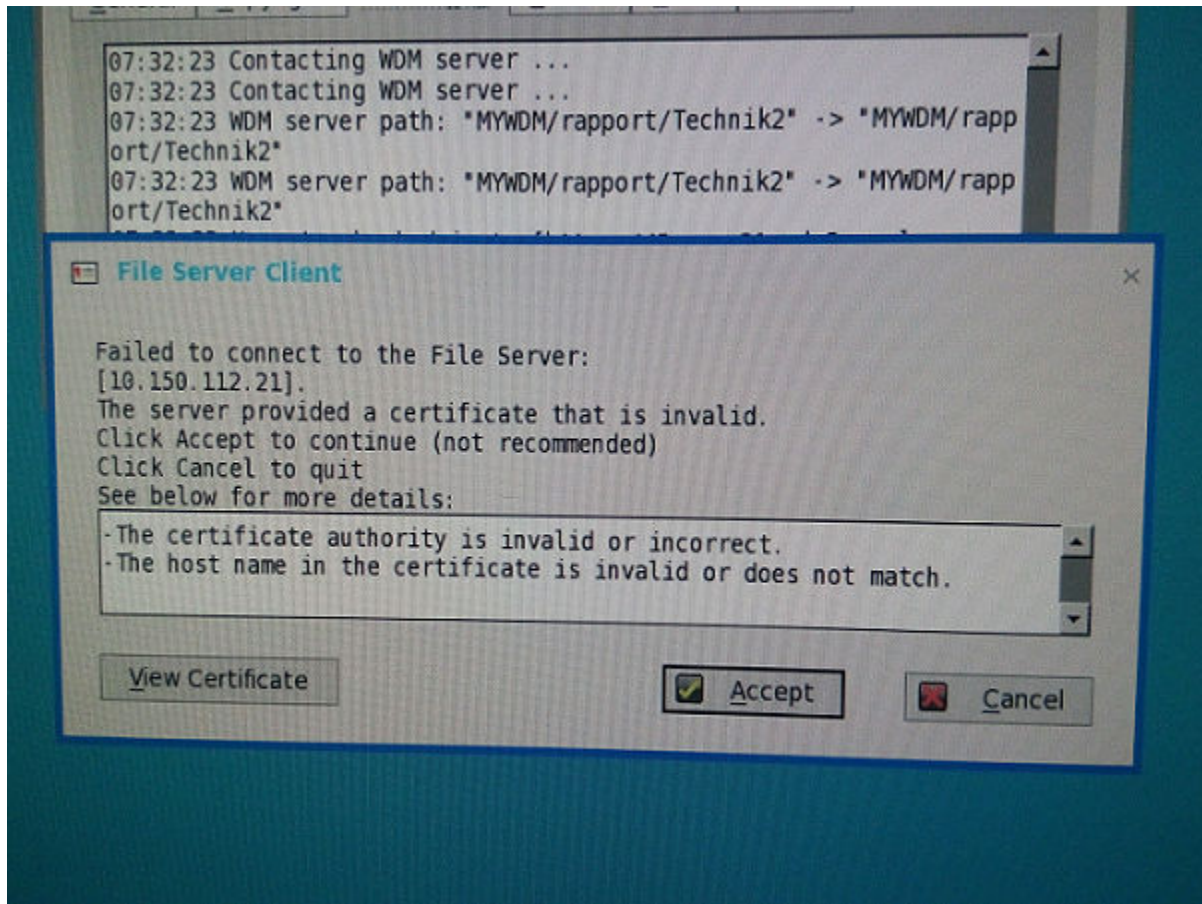 07:32:23 Contacting WDM server ...
07:32:23 Contacting WDM server ...
07:32:23 WDM server path: "MYWDM/rapport/Technik2" -> "MYWDM/rapp
ort/Technik2"
07:32:23 WDM server path: "MYWDM/rapport/Technik2" -> "MYWDM/rapp
ort/Technik2"
File Server Client
Failed to connect to the File Server:
[10.150.112.21].
The server provided a certificate that is invalid.
Click Accept to continue (not recommended)
Click Cancel to quit
See below for more details:
-The certificate authority is invalid or incorrect.
-The host name in the certificate is invalid or does not match.
View Certificate
Accept
Cancel